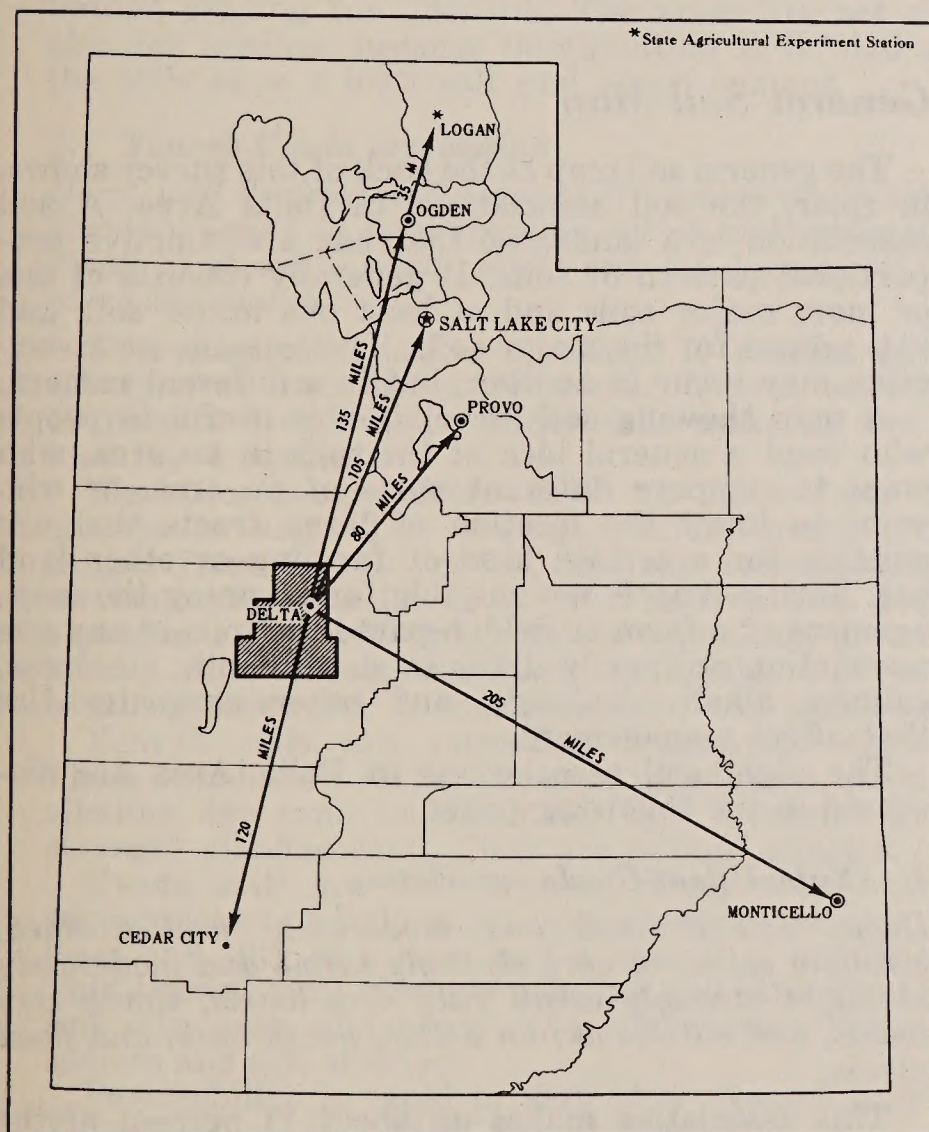 *State Agricultural Experiment Station
*
LOGAN
35 M
OGDEN
SALT LAKE CITY
135 MILES
105 MILES
PROVO
80 MILES
DELTA
205 MILES
120 MILES
MONTICELLO
CEDAR CITY